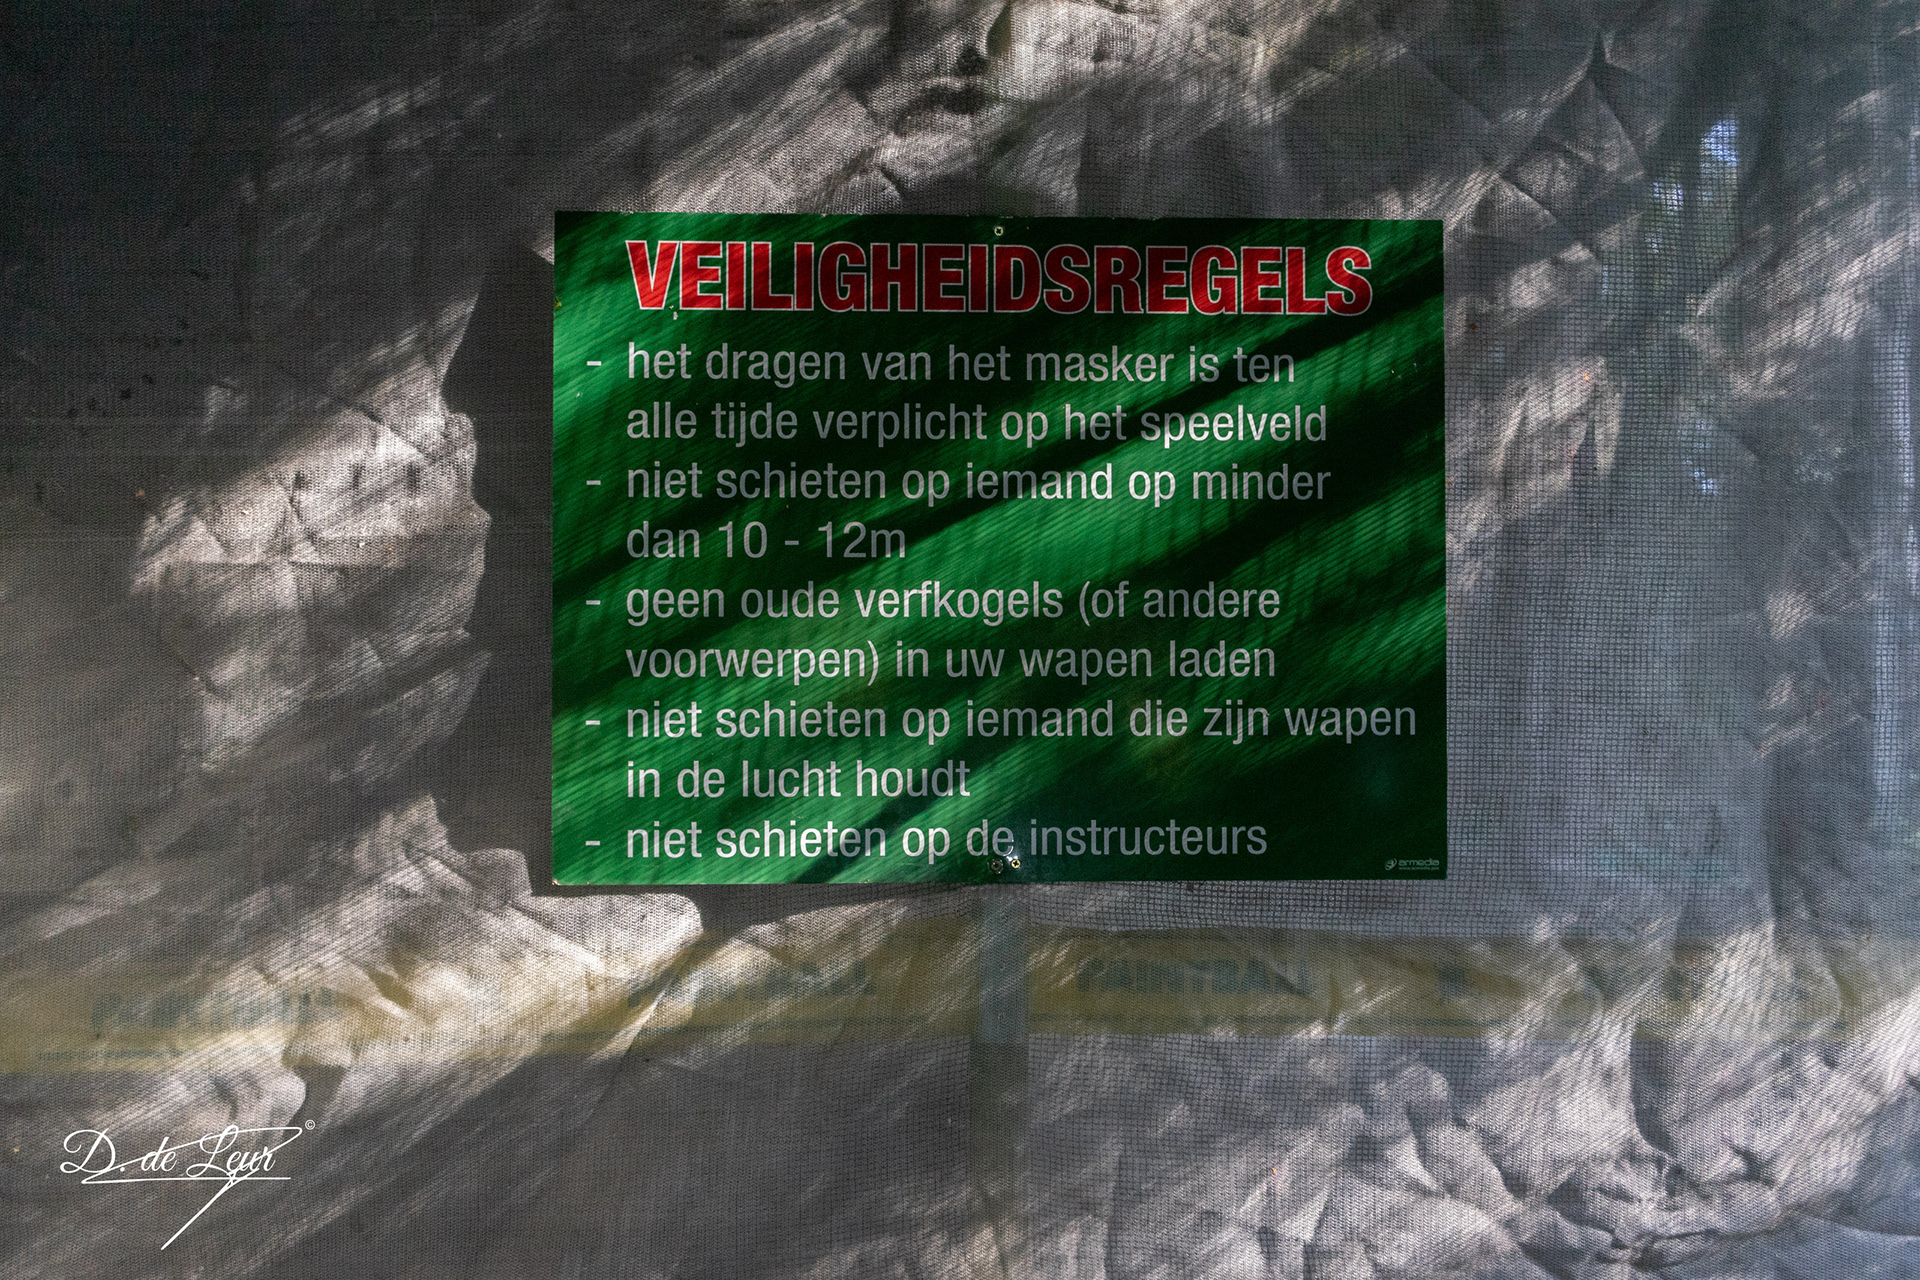 VEILIGHEIDSREGELS
- het dragen van het masker is ten
alle tijde verplicht op het speelveld
- niet schieten op iemand op minder
dan 10 - 12m
- geen oude verfkogels (of andere
voorwerpen) in uw wapen laden
- niet schieten op iemand die zijn wapen
in de lucht houdt
- niet schieten op de instructeurs
armedia
PAINTBALL
D. de Leur ©